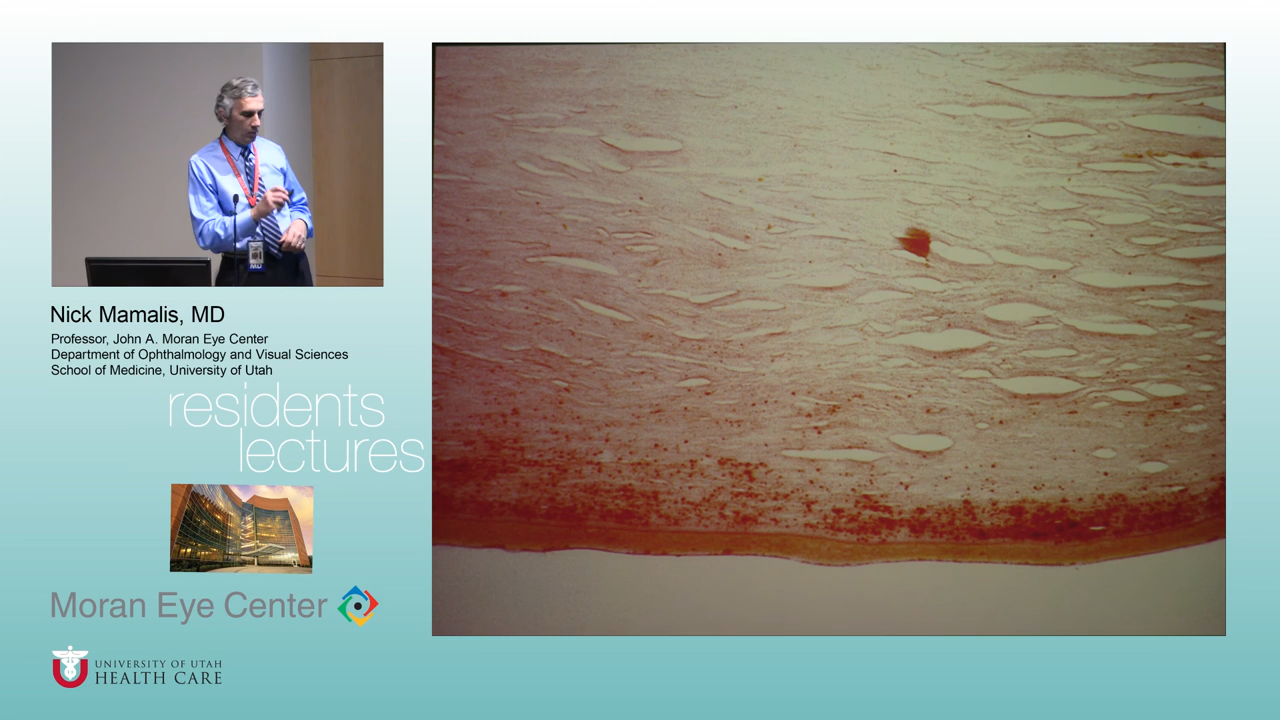 Nick Mamalis, MD
Professor, John A. Moran Eye Center
Department of Ophthalmology and Visual Sciences
School of Medicine, University of Utah
residents
lectures
Moran Eye Center
UNIVERSITY OF UTAH
HEALTH CARE